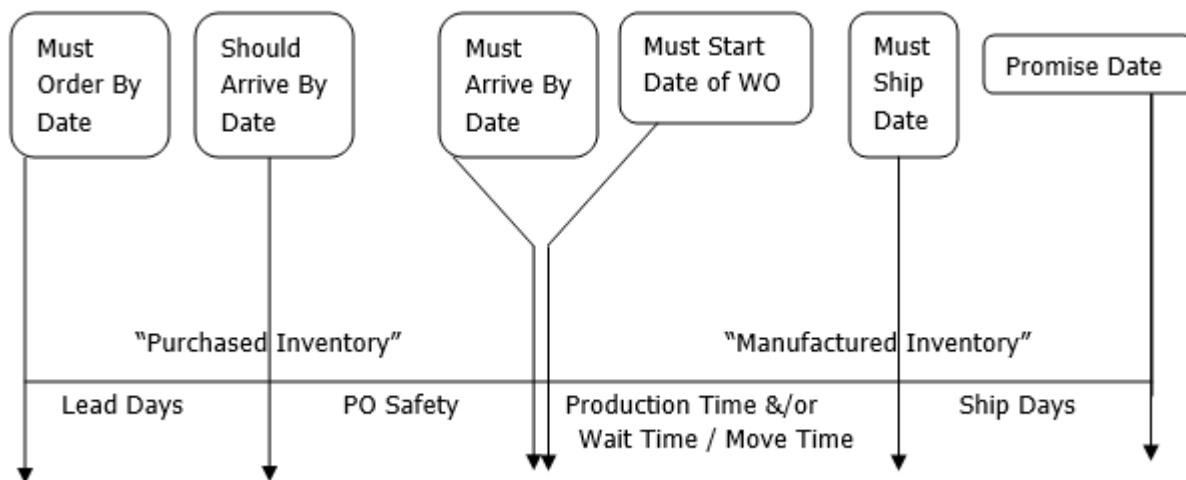 Must
Order By
Date
Should
Arrive By
Date
Must
Arrive By
Date
Must Start
Date of WO
Must
Ship
Date
Promise Date
“Purchased Inventory”
“Manufactured Inventory”
Lead Days
PO Safety
Production Time &/or
Wait Time / Move Time
Ship Days